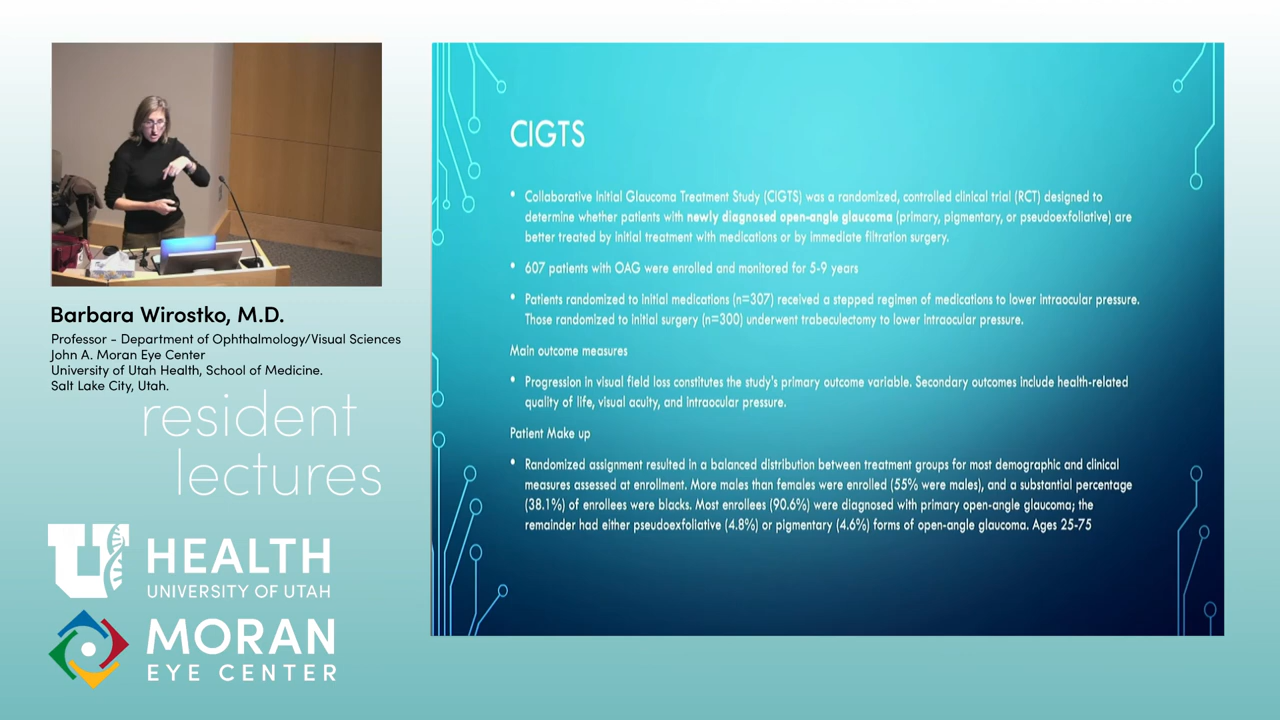 Barbara Wirostko, M.D.
Professor - Department of Ophthalmology/Visual Sciences
John A. Moran Eye Center
University of Utah Health, School of Medicine.
Salt Lake City, Utah.
resident
lectures
U HEALTH
UNIVERSITY OF UTAH
MORAN
EYE CENTER
CIGTS
• Collaborative Initial Glaucoma Treatment Study (CIGTS) was a randomized, controlled clinical trial (RCT) designed to
determine whether patients with newly diagnosed open-angle glaucoma (primary, pigmentary, or pseudoexfoliative) are
better treated by initial treatment with medications or by immediate filtration surgery.
• 607 patients with OAG were enrolled and monitored for 5-9 years
• Patients randomized to initial medications (n=307) received a stepped regimen of medications to lower intraocular pressure.
Those randomized to initial surgery (n=300) underwent trabeculectomy to lower intraocular pressure.
Main outcome measures
• Progression in visual field loss constitutes the study's primary outcome variable. Secondary outcomes include health-related
quality of life, visual acuity, and intraocular pressure.
Patient Make up
• Randomized assignment resulted in a balanced distribution between treatment groups for most demographic and clinical
measures assessed at enrollment. More males than females were enrolled (55% were males), and a substantial percentage
(38.1%) of enrollees were blacks. Most enrollees (90.6%) were diagnosed with primary open-angle glaucoma; the
remainder had either pseudoexfoliative (4.8%) or pigmentary (4.6%) forms of open-angle glaucoma. Ages 25-75